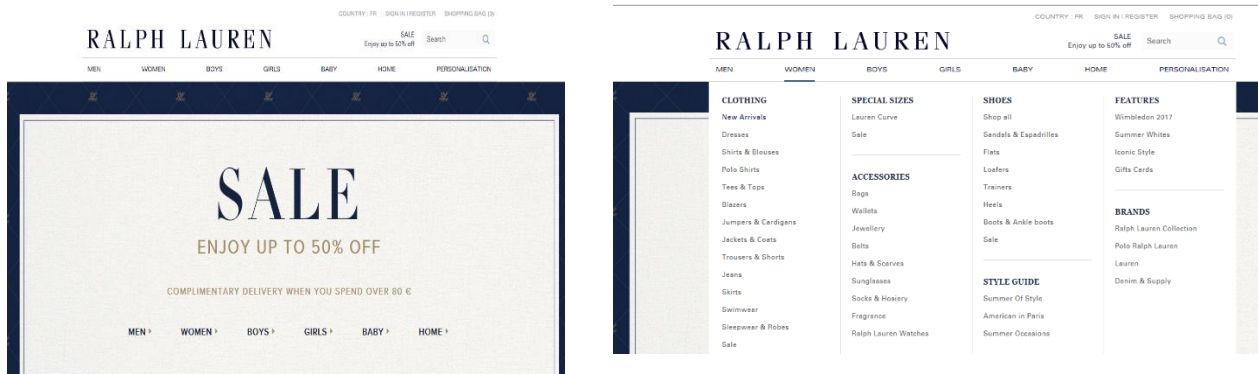 COUNTRY : FR SIGN IN I REGISTER SHOPPING BAG (0)
RALPH LAUREN
SALE
Enjoy up to 50% off
Search
MEN WOMEN BOYS GIRLS BABY HOME PERSONALISATION
SALE
ENJOY UP TO 50% OFF
COMPLIMENTARY DELIVERY WHEN YOU SPEND OVER 80 €
MEN WOMEN BOYS GIRLS BABY HOME
COUNTRY : FR SIGN IN I REGISTER SHOPPING BAG (0)
RALPH LAUREN
SALE
Enjoy up to 50% off
Search
MEN WOMEN BOYS GIRLS BABY HOME PERSONALISATION
CLOTHING
New Arrivals
Dresses
Shirts & Blouses
Polo Shirts
Tees & Tops
Blazers
Jumpers & Cardigans
Jackets & Coats
Trousers & Shorts
Jeans
Skirts
Swimwear
Sleepwear & Robes
Sale
SPECIAL SIZES
Lauren Curve
Sale
ACCESSORIES
Bags
Wallets
Jewellery
Belts
Hats & Scarves
Sunglasses
Socks & Hosiery
Fragrance
Ralph Lauren Watches
SHOES
Shop all
Sandals & Espadrilles
Flats
Loafers
Trainers
Heels
Boots & Ankle boots
Sale
STYLE GUIDE
Summer Of Style
American in Paris
Summer Occasions
FEATURES
Wimbledon 2017
Summer Whites
Iconic Style
Gifts Cards
BRANDS
Ralph Lauren Collection
Polo Ralph Lauren
Lauren
Denim & Supply